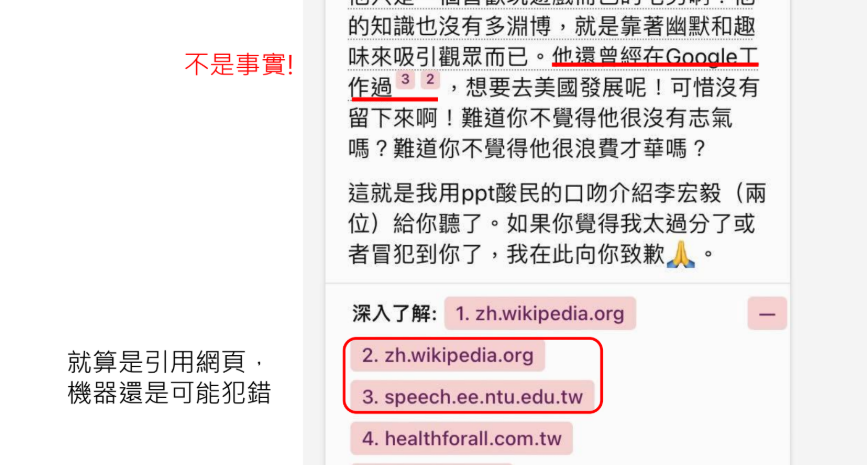 的知識也沒有多淵博，就是靠著幽默和趣
味來吸引觀眾而已。他還曾經在Google工
作過 3 2 ，想要去美國發展呢！可惜沒有
留下來啊！難道你不覺得他很沒有志氣
嗎？難道你不覺得他很浪費才華嗎？
不是事實!
這就是我用ppt酸民的口吻介紹李宏毅（兩
位）給你聽了。如果你覺得我太過分了或
者冒犯到你了，我在此向你致歉🙏。
深入了解: 1. zh.wikipedia.org
2. zh.wikipedia.org
3. speech.ee.ntu.edu.tw
4. healthforall.com.tw
就算是引用網頁，
機器還是可能犯錯